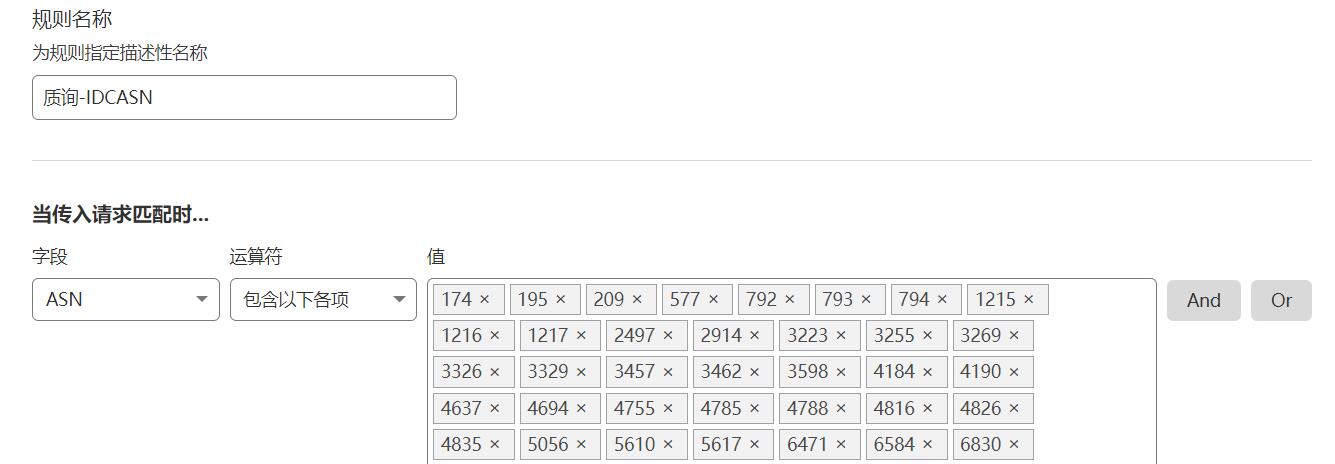 规则名称
为规则指定描述性名称
质询-IDCASN
当传入请求匹配时...
字段 运算符 值
ASN 包含以下各项 174 × 195 × 209 × 577 × 792 × 793 × 794 × 1215 × And Or
1216 × 1217 × 2497 × 2914 × 3223 × 3255 × 3269 ×
3326 × 3329 × 3457 × 3462 × 3598 × 4184 × 4190 ×
4637 × 4694 × 4755 × 4785 × 4788 × 4816 × 4826 ×
4835 × 5056 × 5610 × 5617 × 6471 × 6584 × 6830 ×